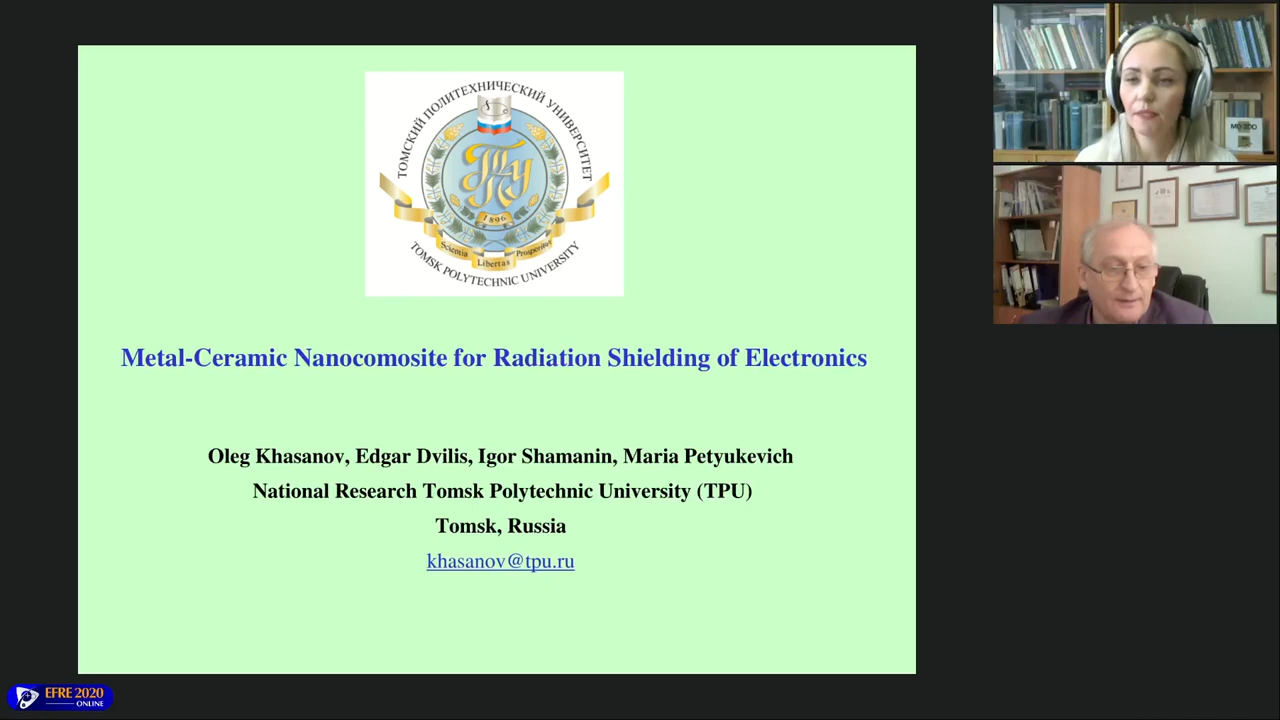 ТОМСКИЙ ПОЛИТЕХНИЧЕСКИЙ УНИВЕРСИТЕТ
ТПУ
1896
Scientia
Libertas
Prosperitas
TOMSK POLYTECHNIC UNIVERSITY
Metal-Ceramic Nanocomosite for Radiation Shielding of Electronics
Oleg Khasanov, Edgar Dvilis, Igor Shamanin, Maria Petyukevich
National Research Tomsk Polytechnic University (TPU)
Tomsk, Russia
khasanov@tpu.ru
EFRE 2020
ONLINE